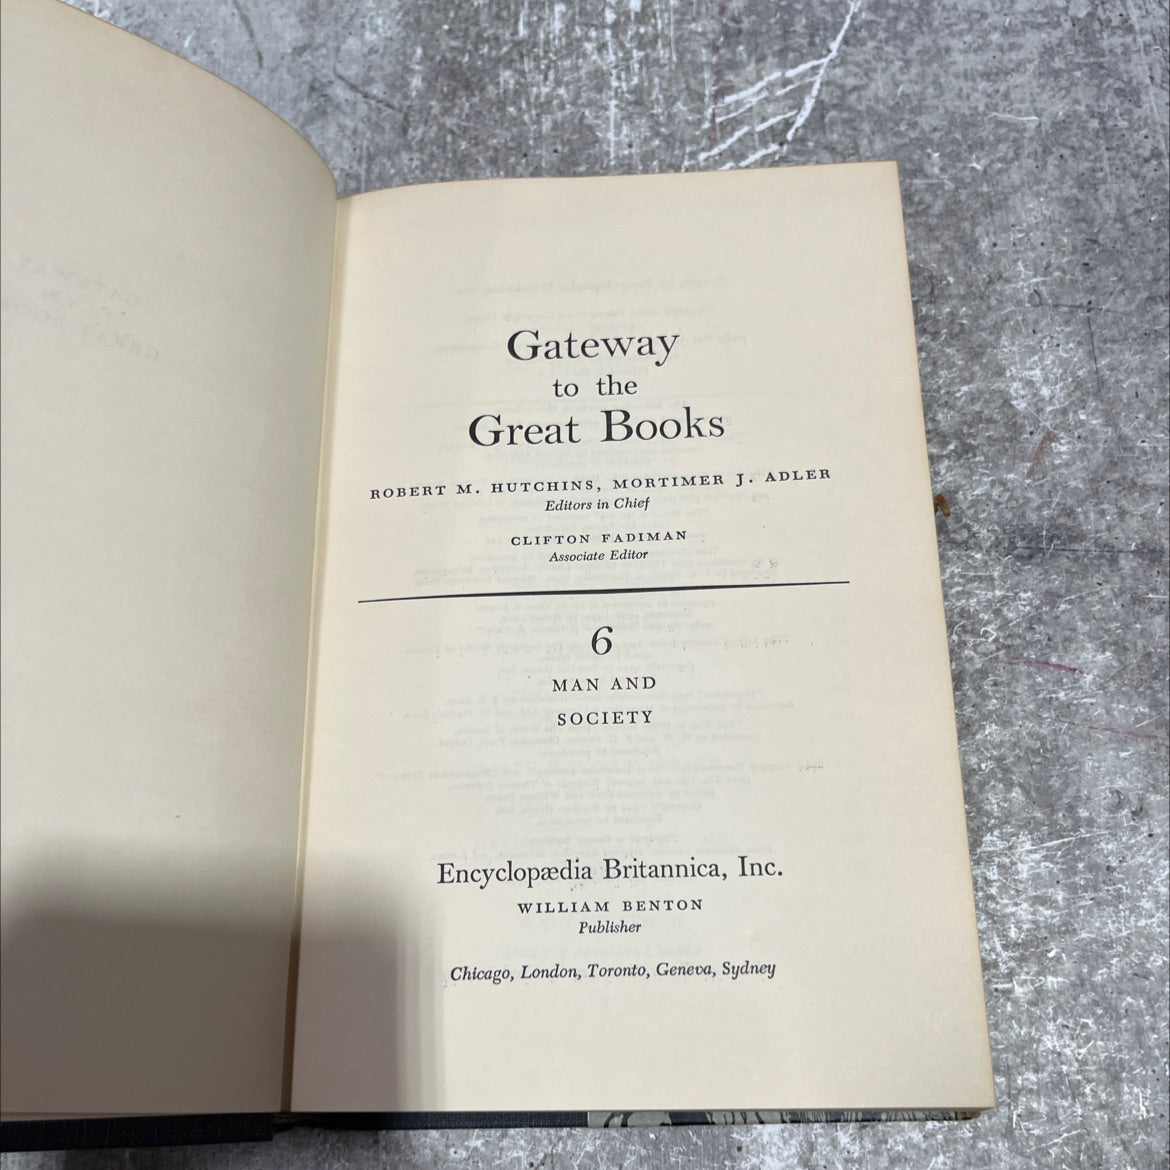 Gateway
to the
Great Books
ROBERT M. HUTCHINS, MORTIMER J. ADLER
Editors in Chief
CLIFTON FADIMAN
Associate Editor
6
MAN AND
SOCIETY
Encyclopædia Britannica, Inc.
WILLIAM BENTON
Publisher
Chicago, London, Toronto, Geneva, Sydney